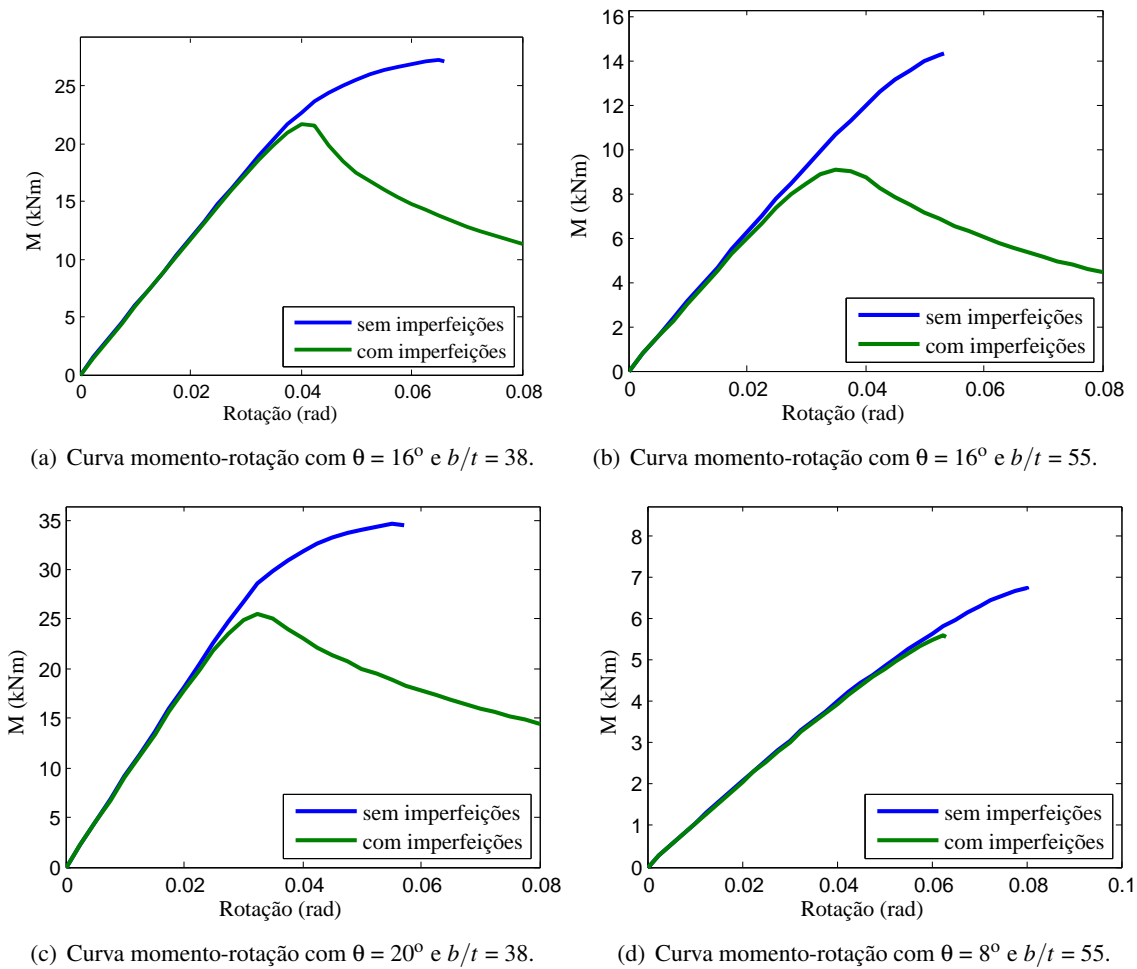 25
20
15
10
5
0
M (kNm)
0
0.02
0.04
0.06
0.08
Rotação (rad)
sem imperfeições
com imperfeições
(a) Curva momento-rotação com θ = 16º e b/t = 38.
16
14
12
10
8
6
4
2
0
M (kNm)
0
0.02
0.04
0.06
0.08
Rotação (rad)
sem imperfeições
com imperfeições
(b) Curva momento-rotação com θ = 16º e b/t = 55.
35
30
25
20
15
10
5
0
M (kNm)
0
0.02
0.04
0.06
0.08
Rotação (rad)
sem imperfeições
com imperfeições
(c) Curva momento-rotação com θ = 20º e b/t = 38.
8
7
6
5
4
3
2
1
0
M (kNm)
0
0.02
0.04
0.06
0.08
0.1
Rotação (rad)
sem imperfeições
com imperfeições
(d) Curva momento-rotação com θ = 8º e b/t = 55.